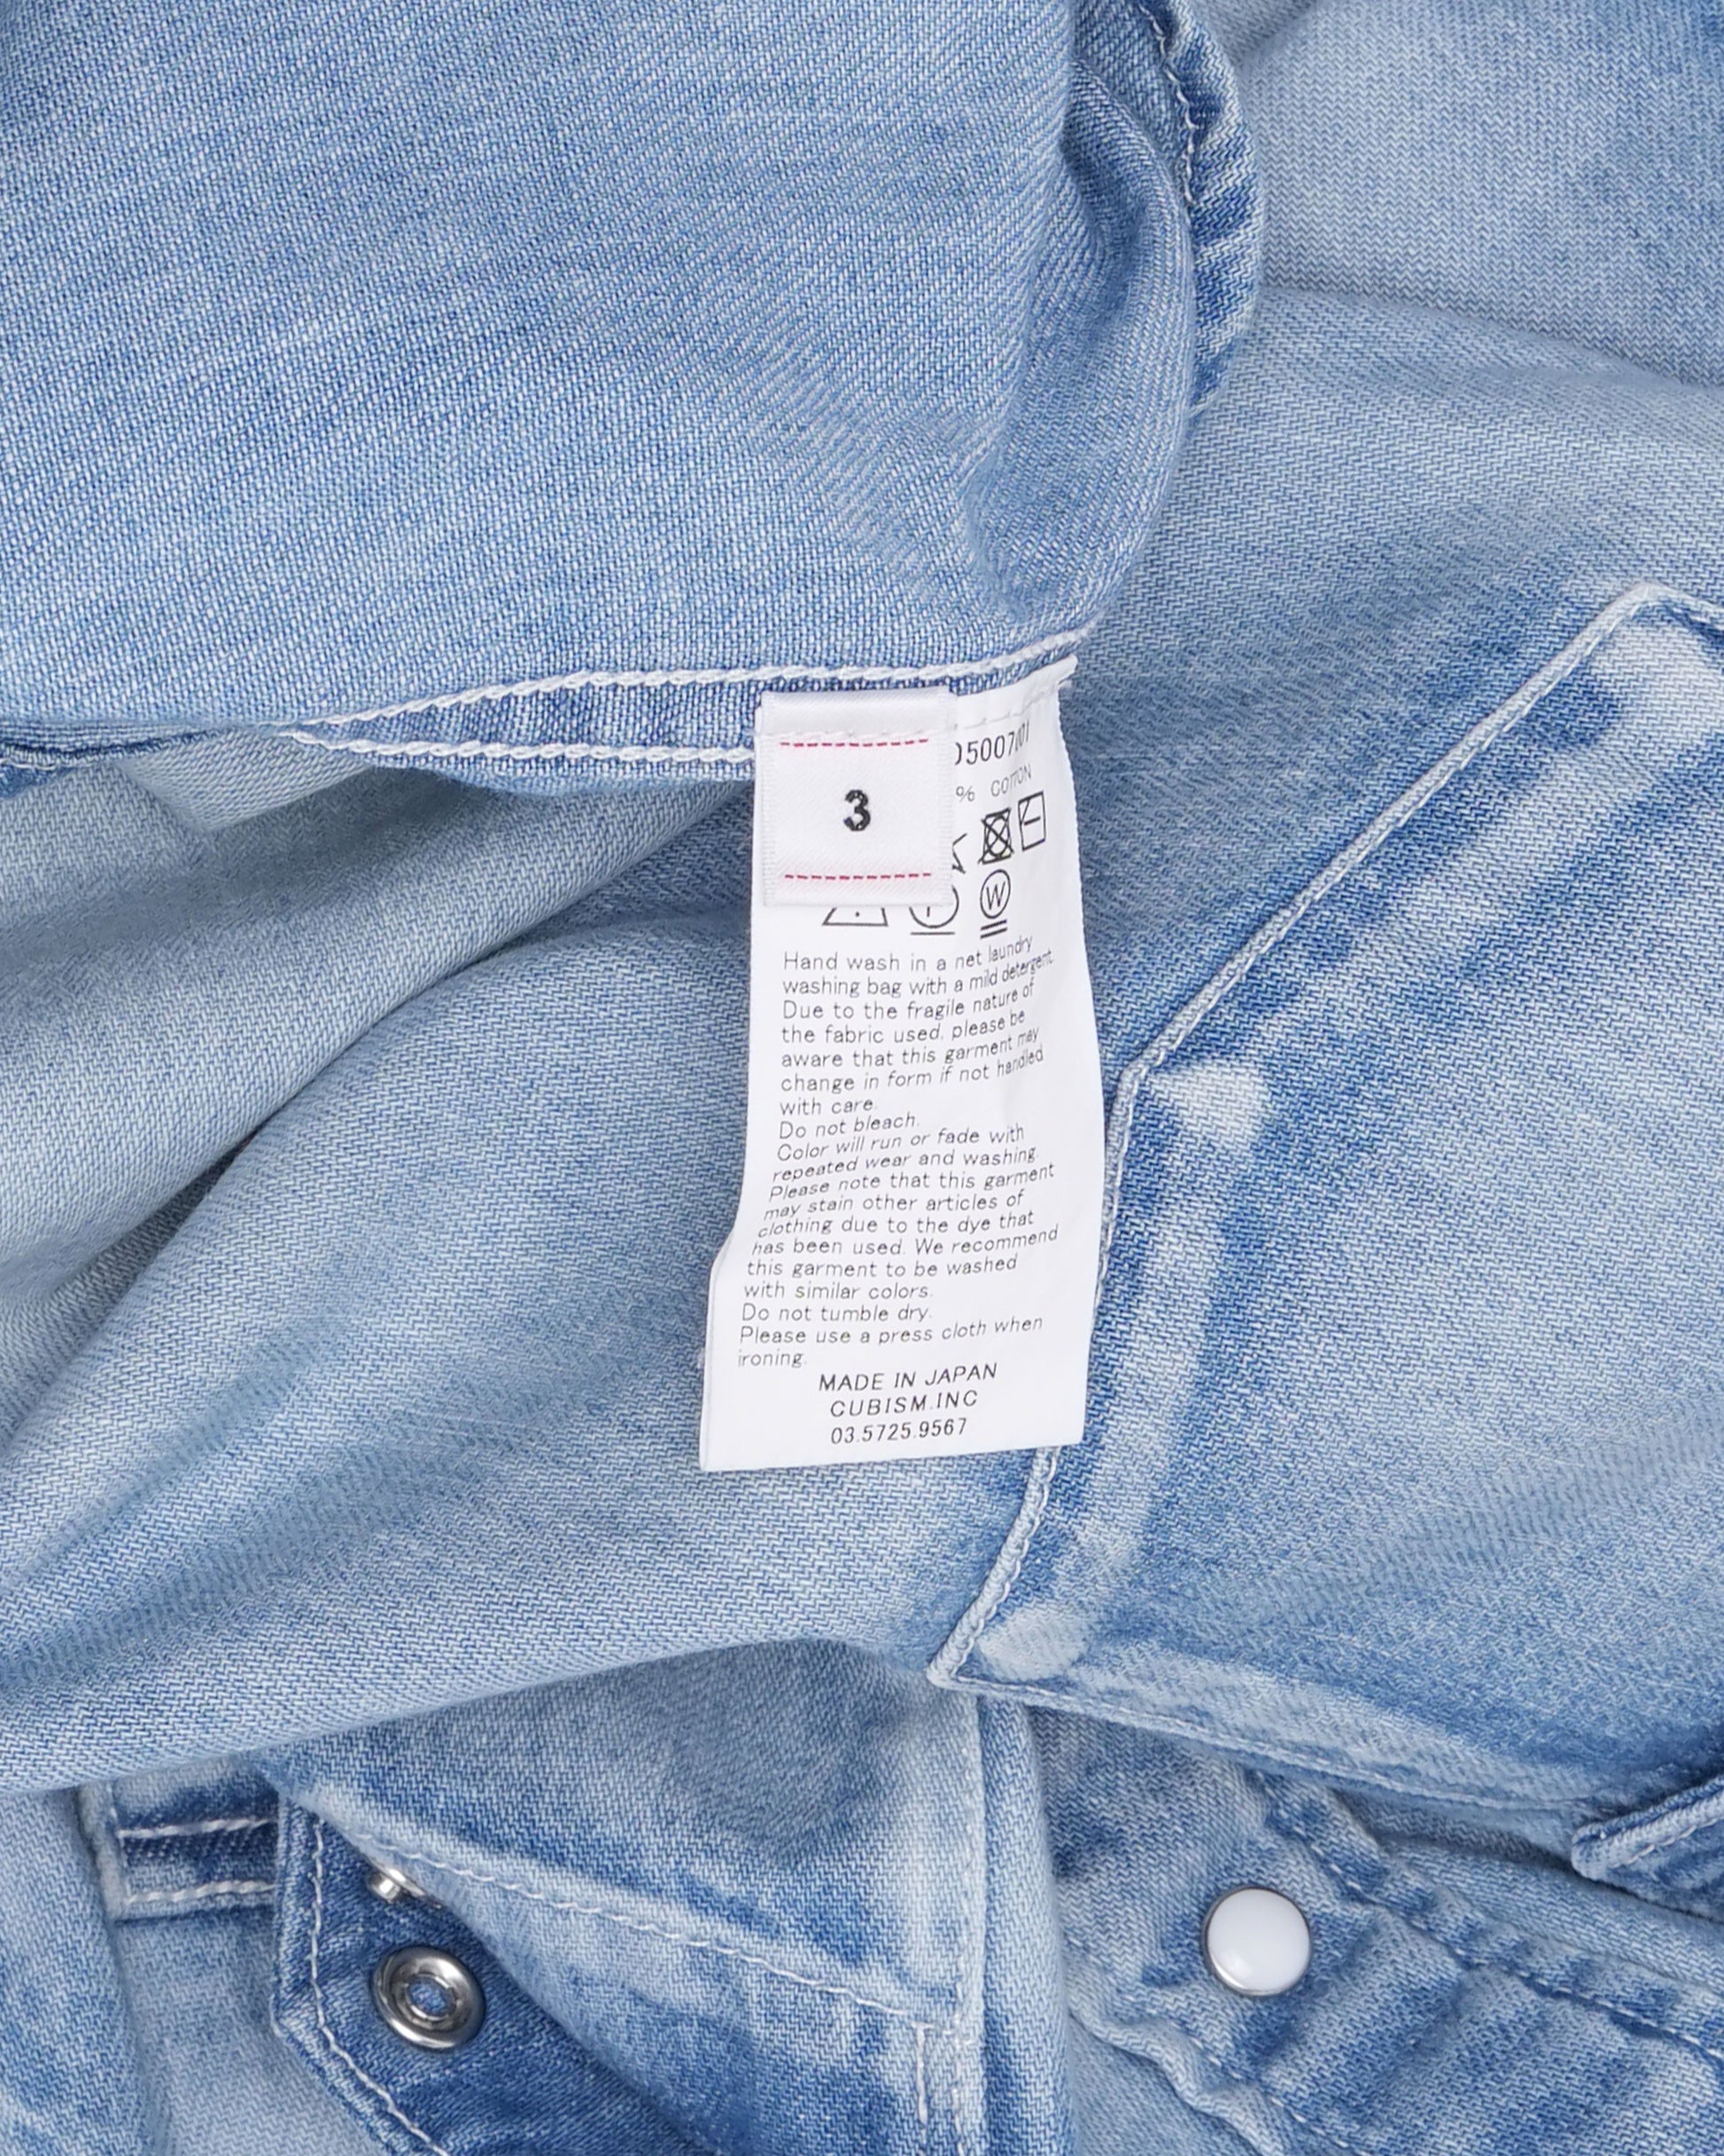 3
05007001
% COTTON
W
Hand wash in a net laundry
washing bag with a mild detergent.
Due to the fragile nature of
the fabric used, please be
aware that this garment may
change in form if not handled
with care.
Do not bleach.
Color will run or fade with
repeated wear and washing.
Please note that this garment
may stain other articles of
clothing due to the dye that
has been used. We recommend
this garment to be washed
with similar colors.
Do not tumble dry.
Please use a press cloth when
ironing.
MADE IN JAPAN
CUBISM.INC
03.5725.9567